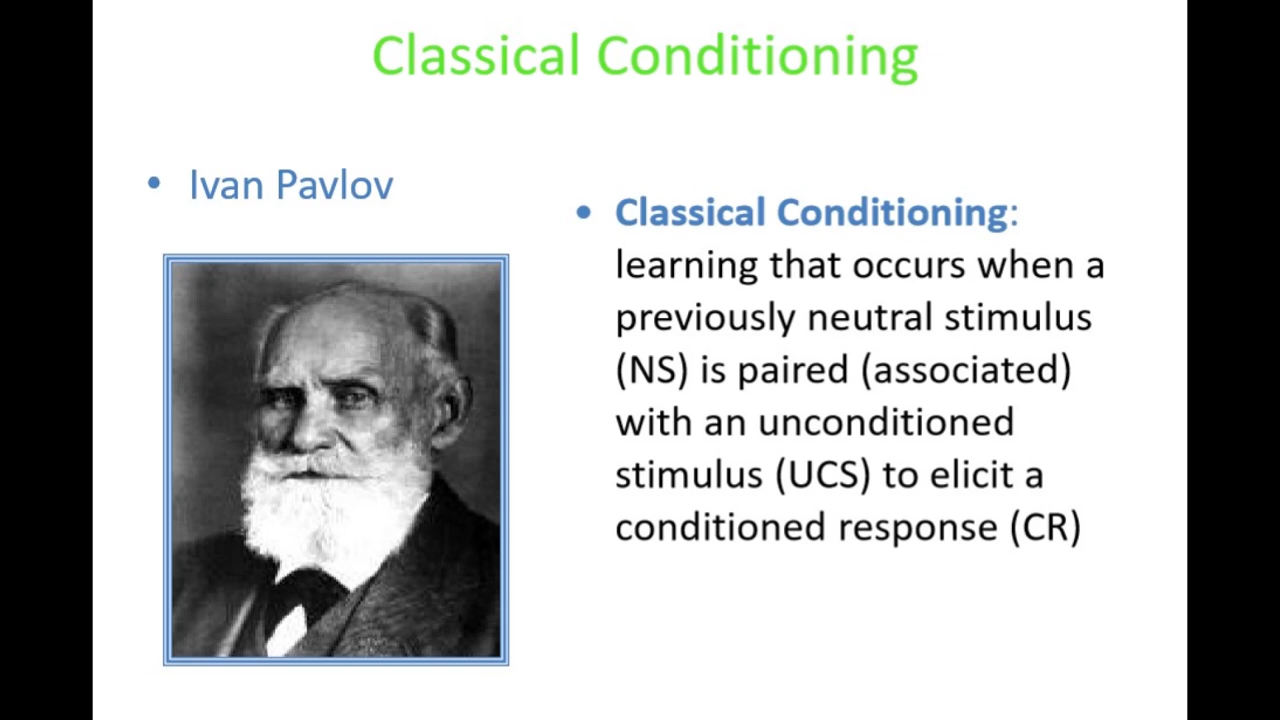 Classical Conditioning
• Ivan Pavlov
• Classical Conditioning:
learning that occurs when a
previously neutral stimulus
(NS) is paired (associated)
with an unconditioned
stimulus (UCS) to elicit a
conditioned response (CR)